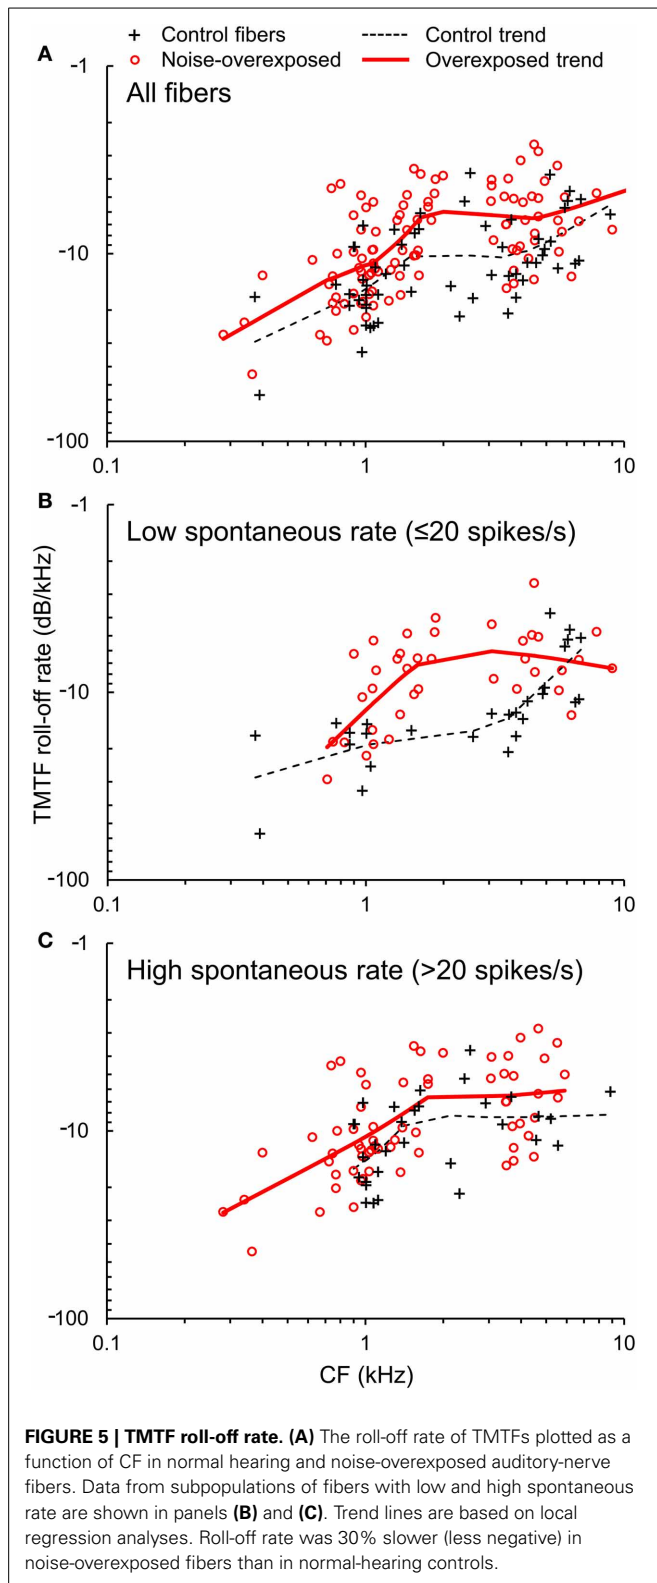 + Control fibers
Control trend
Noise-overexposed
Overexposed trend
A
-1
All fibers
-10
-100
0.1
1
10
B
-1
Low spontaneous rate (≤20 spikes/s)
-10
-100
0.1
1
10
TMTF roll-off rate (dB/kHz)
C
-1
High spontaneous rate (>20 spikes/s)
-10
-100
0.1
1
10
CF (kHz)
FIGURE 5 | TMTF roll-off rate. (A) The roll-off rate of TMTFs plotted as a
function of CF in normal hearing and noise-overexposed auditory-nerve
fibers. Data from subpopulations of fibers with low and high spontaneous
rate are shown in panels (B) and (C). Trend lines are based on local
regression analyses. Roll-off rate was 30% slower (less negative) in
noise-overexposed fibers than in normal-hearing controls.